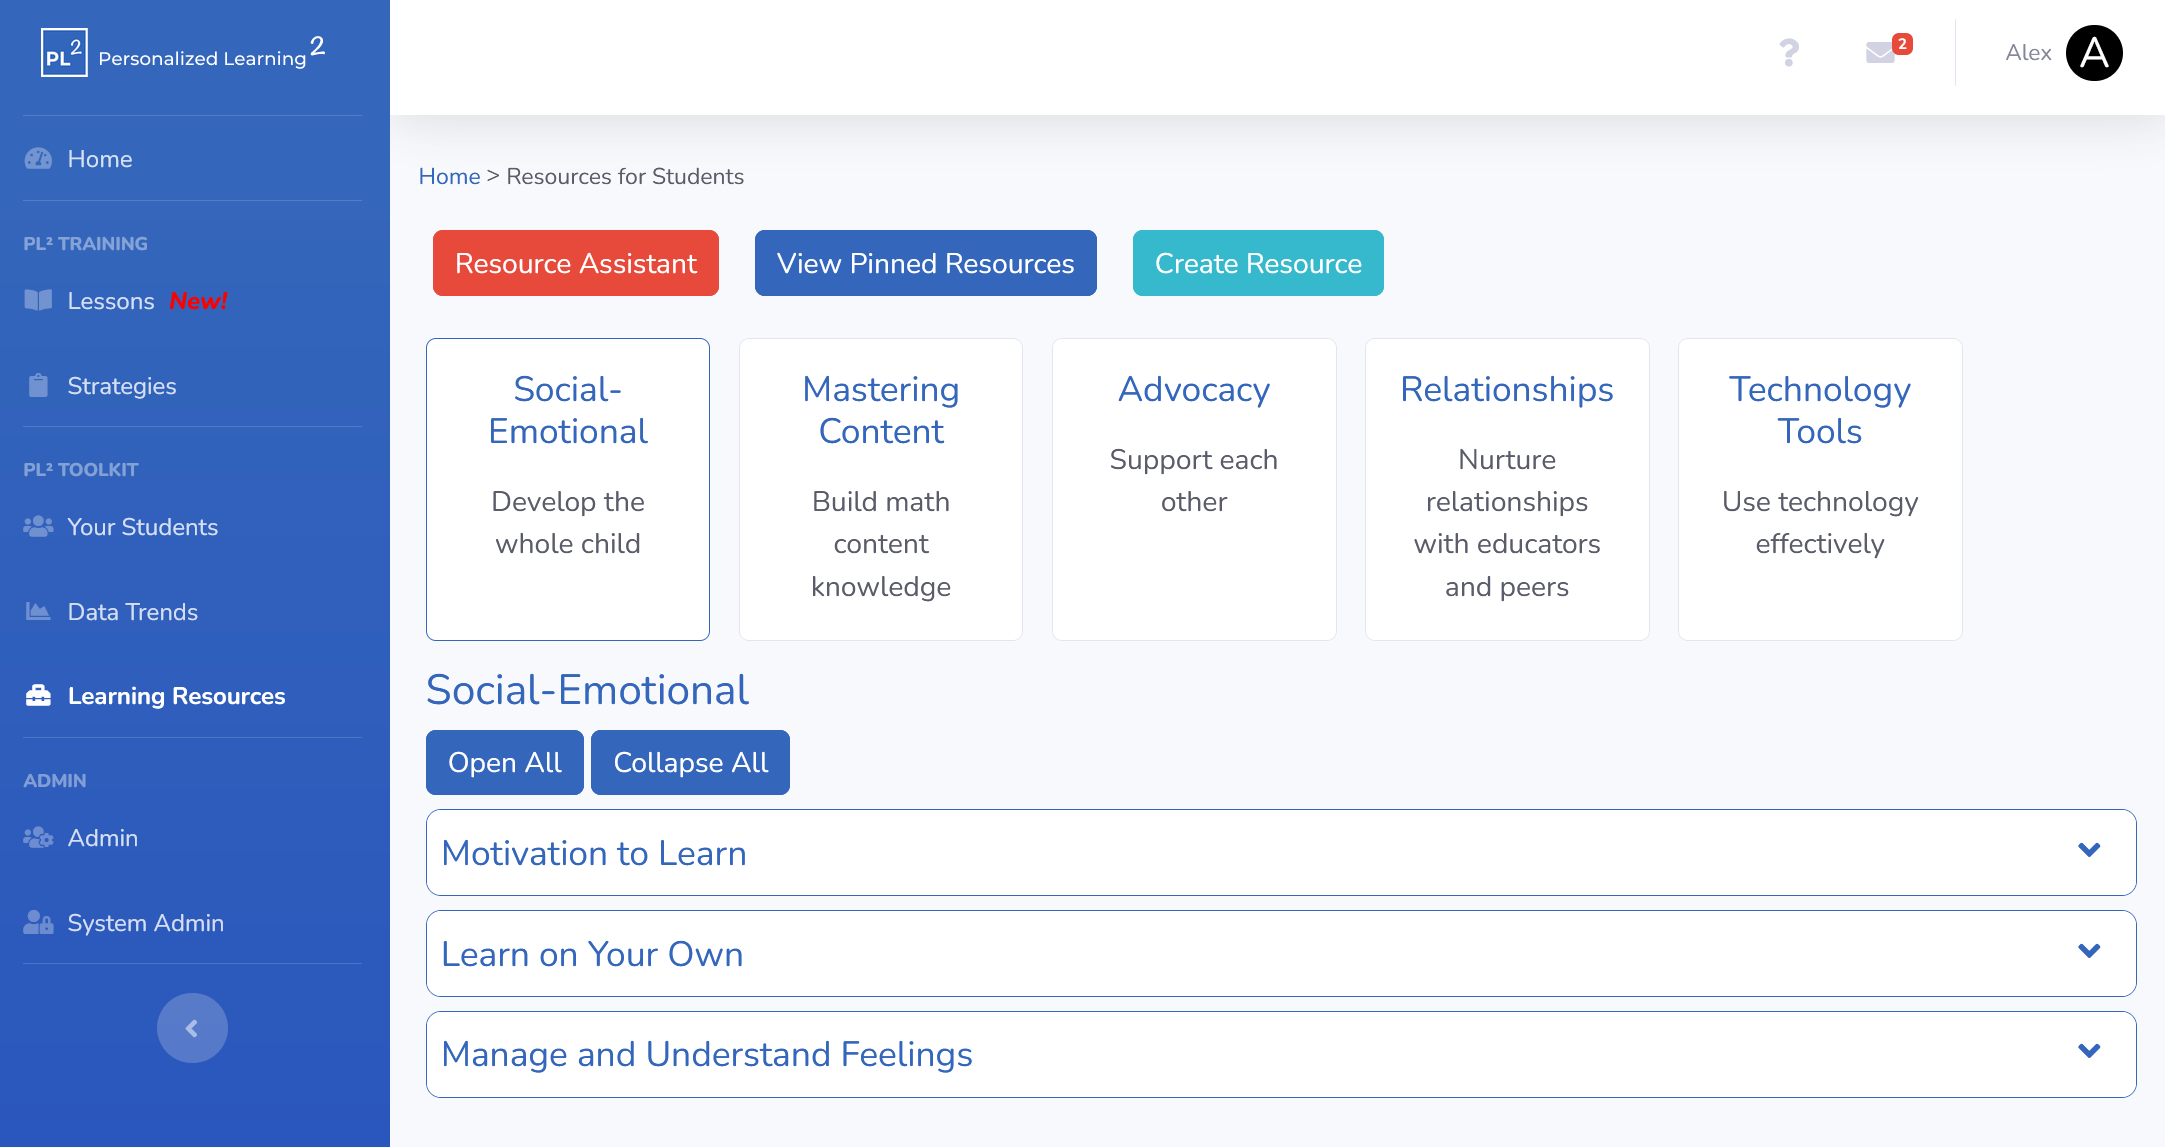 PL2 Personalized Learning 2
Home
PL² TRAINING
Lessons New!
Strategies
PL² TOOLKIT
Your Students
Data Trends
Learning Resources
ADMIN
Admin
System Admin
2
Alex A
Home > Resources for Students
Resource Assistant
View Pinned Resources
Create Resource
Social-
Emotional
Develop the
whole child
Mastering
Content
Build math
content
knowledge
Advocacy
Support each
other
Relationships
Nurture
relationships
with educators
and peers
Technology
Tools
Use technology
effectively
Social-Emotional
Open All
Collapse All
Motivation to Learn
Learn on Your Own
Manage and Understand Feelings